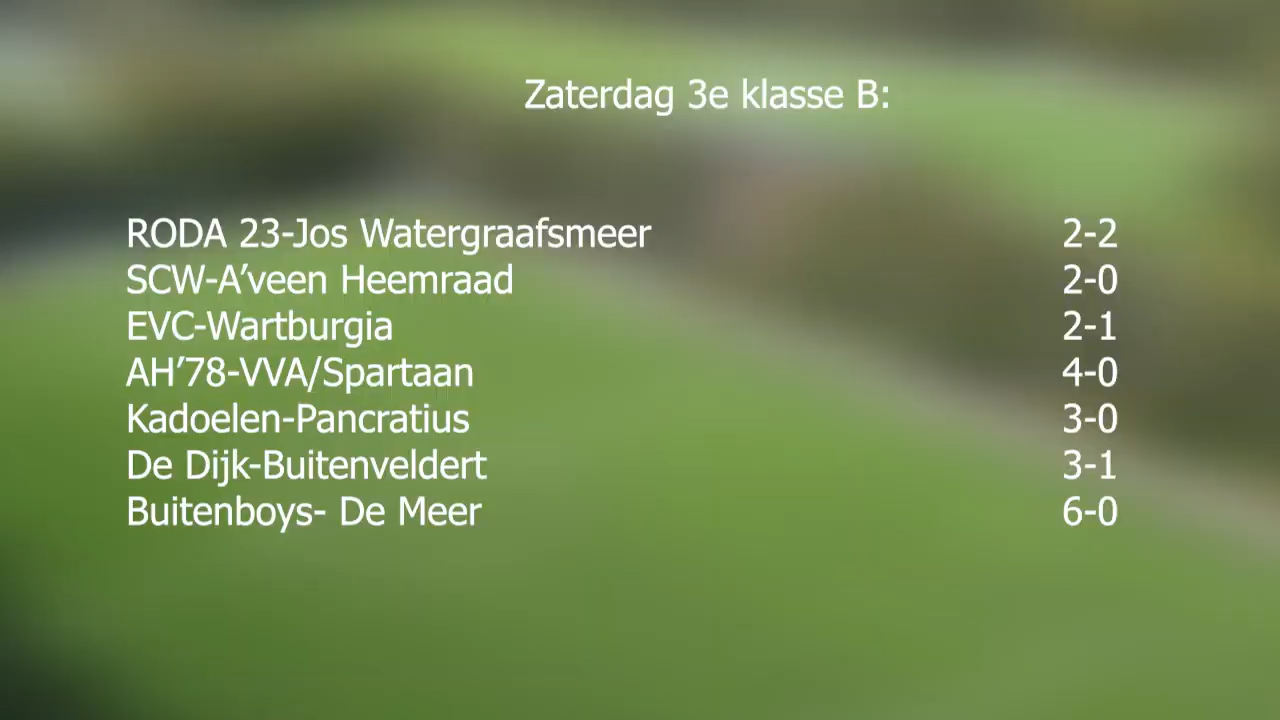 Zaterdag 3e klasse B:
RODA 23-Jos Watergraafsmeer 2-2
SCW-A’veen Heemraad 2-0
EVC-Wartburgia 2-1
AH’78-VVA/Spartaan 4-0
Kadoelen-Pancratius 3-0
De Dijk-Buitenveldert 3-1
Buitenboys- De Meer 6-0